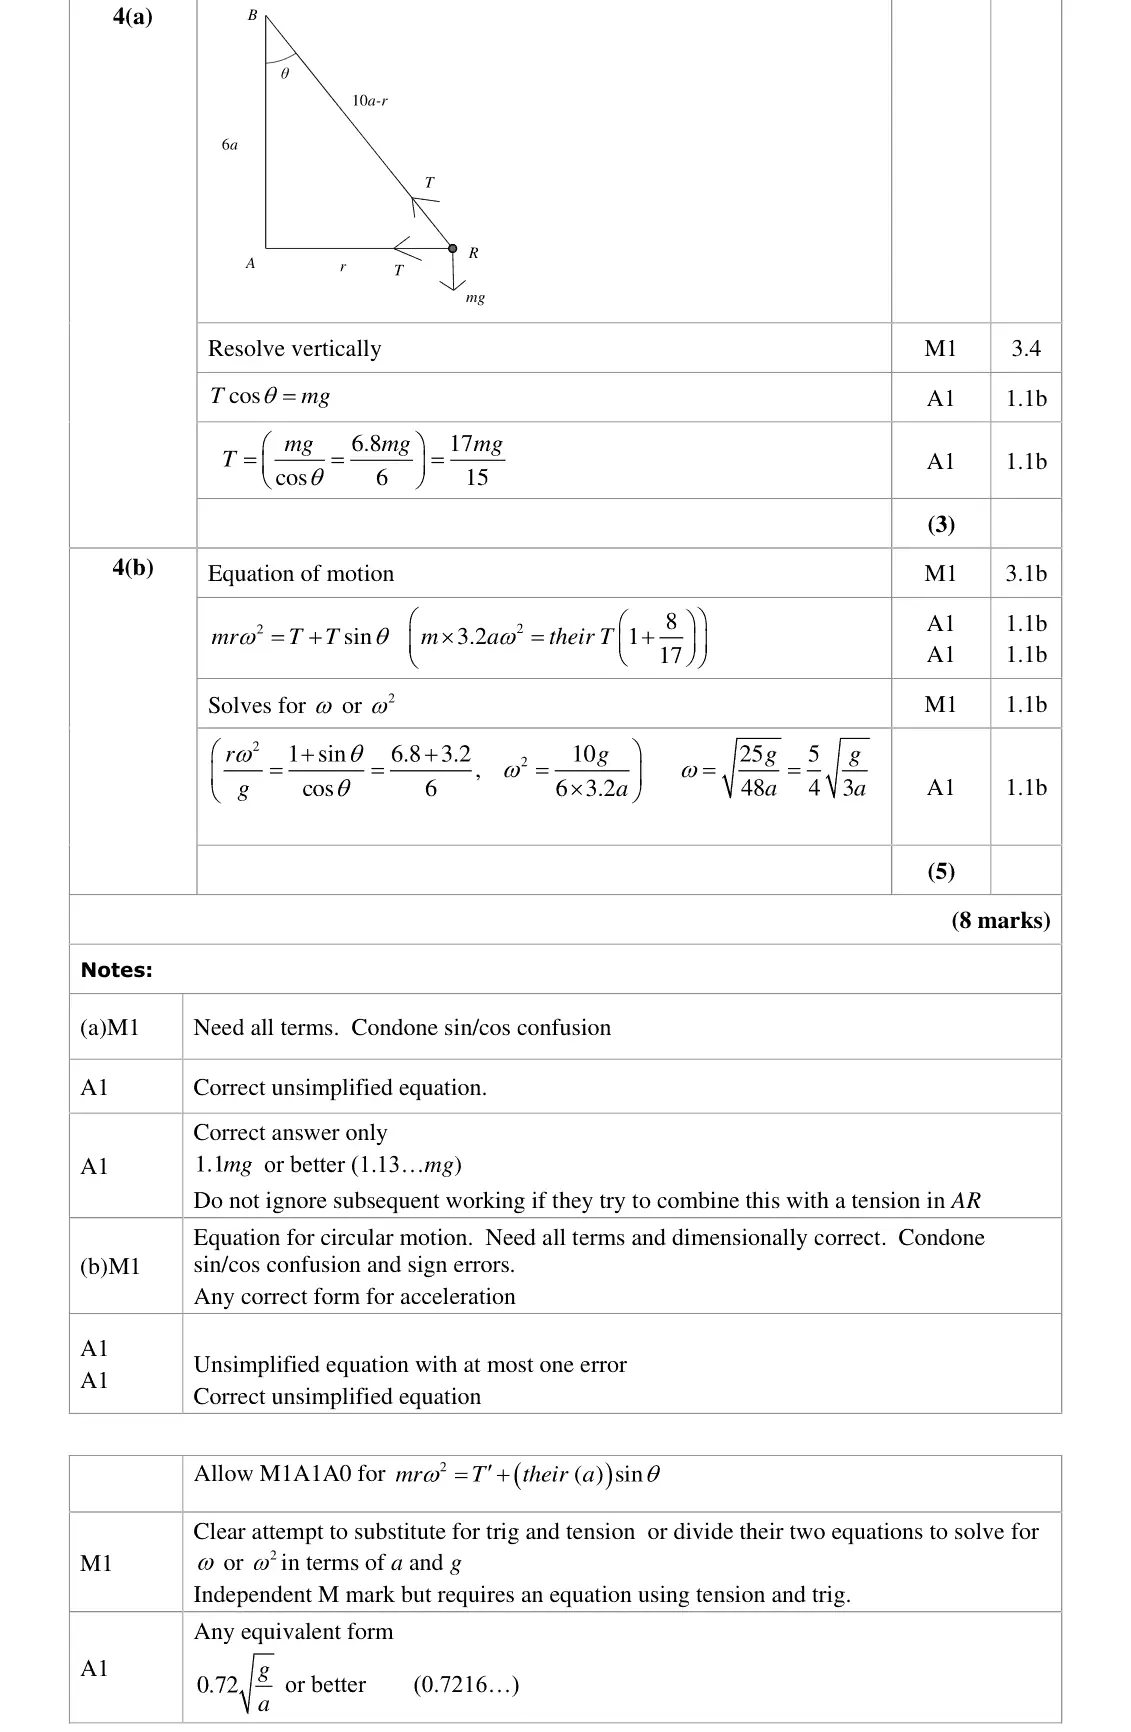 4(a)
B
θ
10a-r
6a
T
A
r
T
R
mg
Resolve vertically M1 3.4
T cos θ = mg A1 1.1b
T = (mg/cos θ = 6.8mg/6) = 17mg/15 A1 1.1b
(3)
4(b) Equation of motion M1 3.1b
mrω² = T + T sin θ (m × 3.2aω² = their T(1 + 8/17)) A1 1.1b
A1 1.1b
Solves for ω or ω² M1 1.1b
(rω²/g = (1 + sin θ)/cos θ = (6.8 + 3.2)/6, ω² = 10g/(6 × 3.2a)) ω = √(25g/48a) = 5/4 √(g/3a) A1 1.1b
(5)
(8 marks)
Notes:
(a)M1 Need all terms. Condone sin/cos confusion
A1 Correct unsimplified equation.
A1 Correct answer only
1.1mg or better (1.13…mg)
Do not ignore subsequent working if they try to combine this with a tension in AR
(b)M1 Equation for circular motion. Need all terms and dimensionally correct. Condone
sin/cos confusion and sign errors.
Any correct form for acceleration
A1 Unsimplified equation with at most one error
A1 Correct unsimplified equation
Allow M1A1A0 for mrω² = T′ + (their (a)) sin θ
M1 Clear attempt to substitute for trig and tension or divide their two equations to solve for
ω or ω² in terms of a and g
Independent M mark but requires an equation using tension and trig.
A1 Any equivalent form
0.72√(g/a) or better (0.7216…)